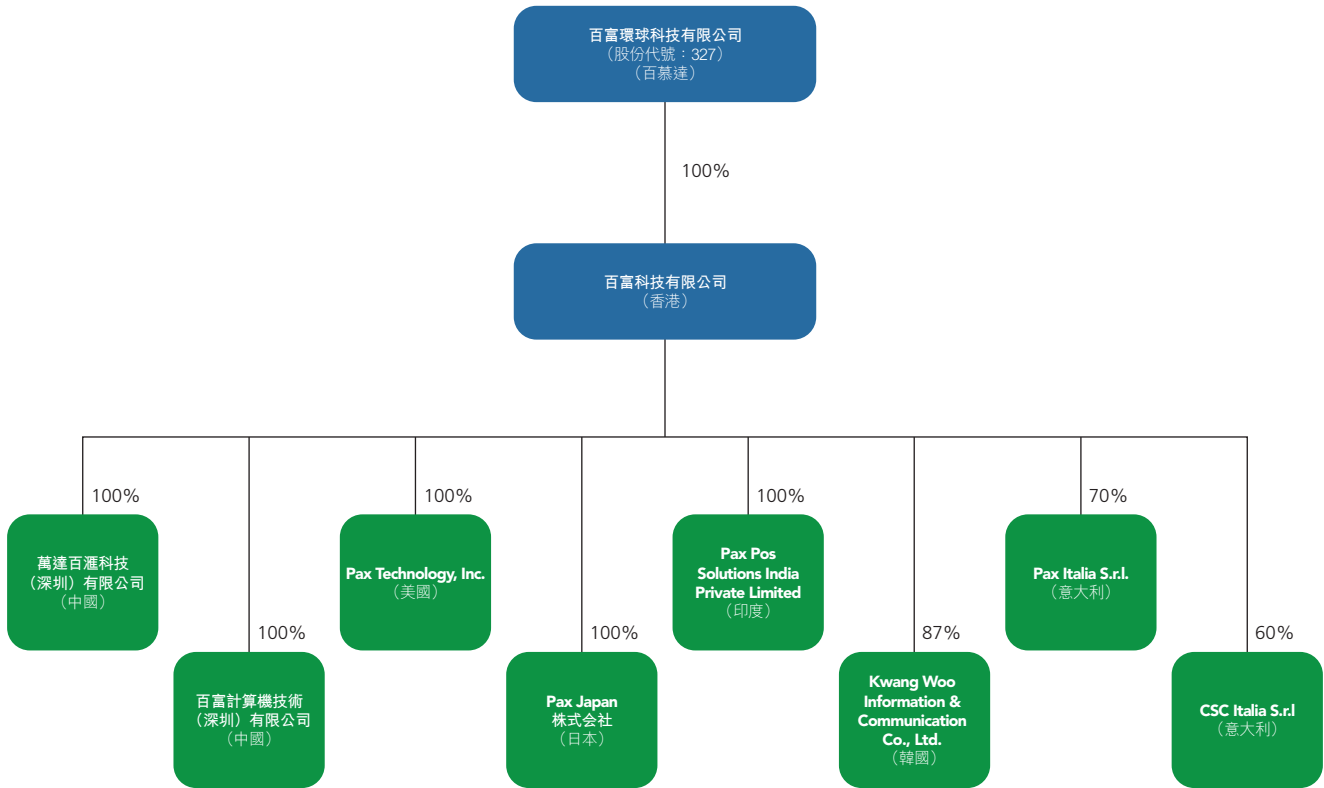 百富環球科技有限公司
（股份代號：327）
（百慕達）
100%
百富科技有限公司
（香港）
100%
萬達百滙科技
（深圳）有限公司
（中國）
100%
百富計算機技術
（深圳）有限公司
（中國）
100%
Pax Technology, Inc.
（美國）
100%
Pax Japan
株式会社
（日本）
100%
Pax Pos
Solutions India
Private Limited
（印度）
87%
Kwang Woo
Information &
Communication
Co., Ltd.
（韓國）
70%
Pax Italia S.r.l.
（意大利）
60%
CSC Italia S.r.l
（意大利）